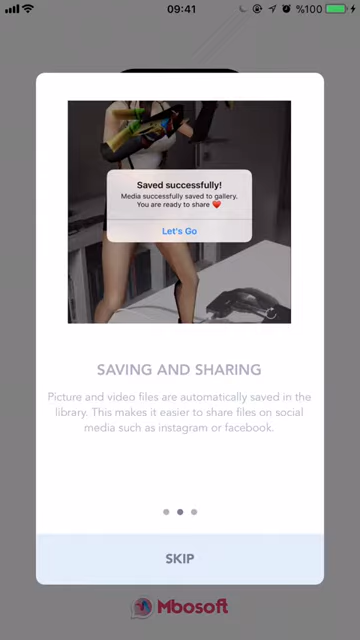 09:41
%100
Saved successfully!
Media successfully saved to gallery.
You are ready to share ❤️
Let's Go
SAVING AND SHARING
Picture and video files are automatically saved in the
library. This makes it easier to share files on social
media such as instagram or facebook.
SKIP
Mbosoft